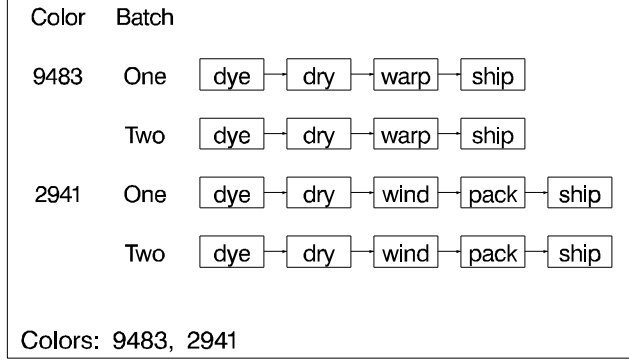 Color Batch
9483 One dye dry warp ship
Two dye dry warp ship
2941 One dye dry wind pack ship
Two dye dry wind pack ship
Colors: 9483, 2941